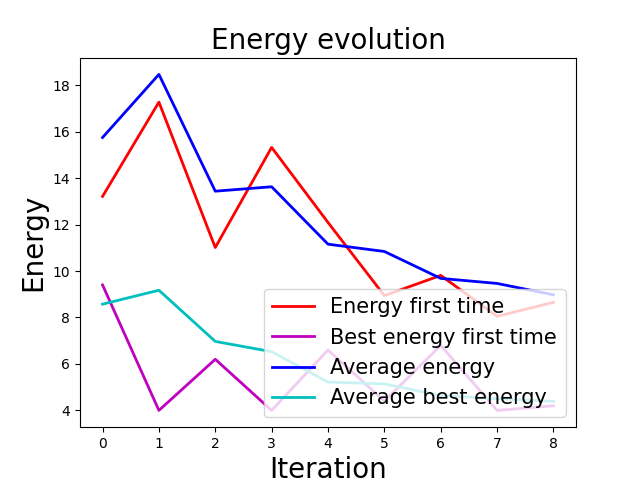 Energy evolution
Energy
18
16
14
12
10
8
6
4
Energy first time
Best energy first time
Average energy
Average best energy
0 1 2 3 4 5 6 7 8
Iteration